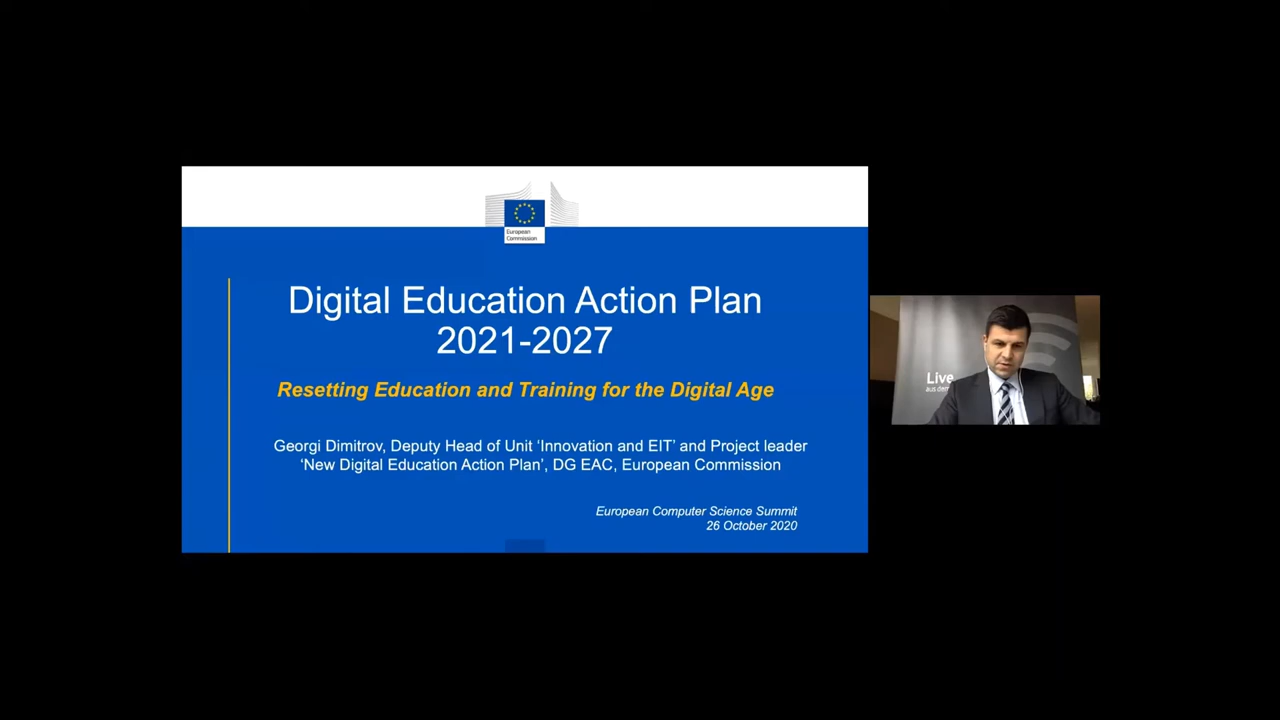 European
Commission
Digital Education Action Plan
2021-2027
Resetting Education and Training for the Digital Age
Georgi Dimitrov, Deputy Head of Unit ‘Innovation and EIT’ and Project leader
‘New Digital Education Action Plan’, DG EAC, European Commission
European Computer Science Summit
26 October 2020
Live
aus dem